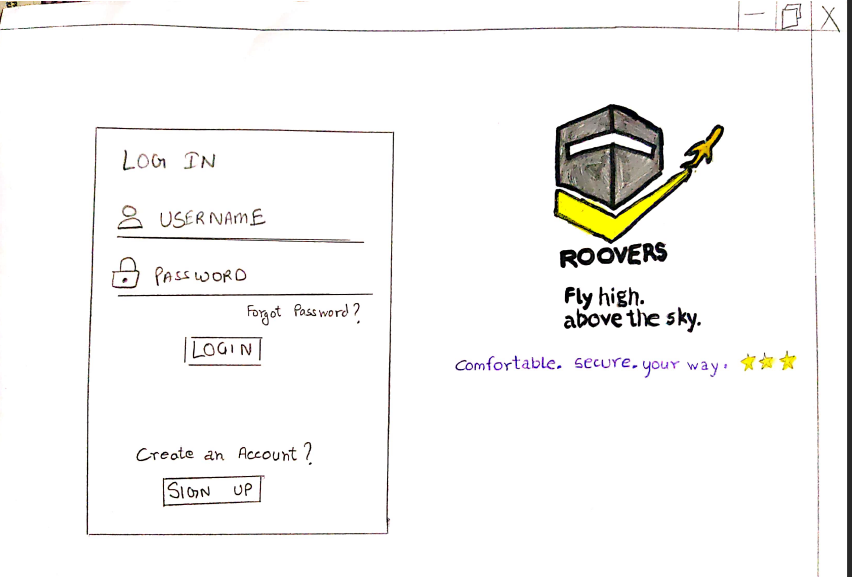 LOG IN
USERNAME
PASSWORD
Forgot Password?
LOGIN
Create an Account?
SIGN UP
ROOVERS
Fly high.
above the sky.
Comfortable. secure. your way.